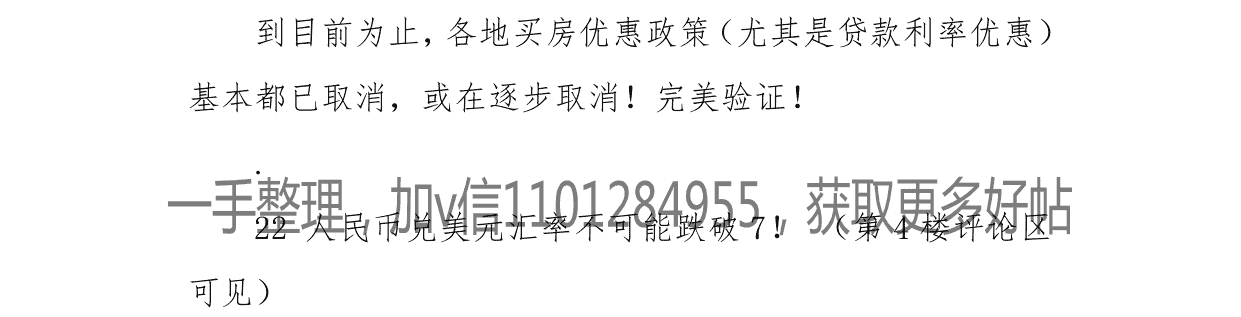 到目前为止，各地买房优惠政策（尤其是贷款利率优惠）
基本都已取消，或在逐步取消！完美验证！
.
一手整理，加v信1101284955，获取更多好帖
22 人民币兑美元汇率不可能跌破7！（第4楼评论区
可见）